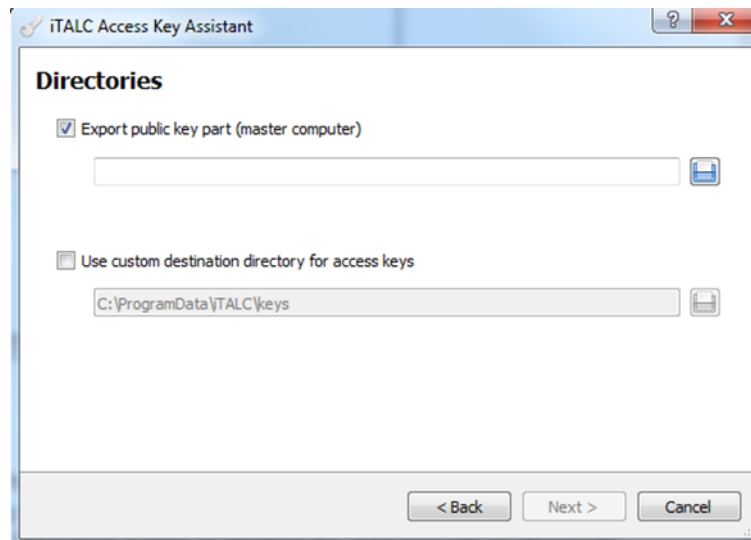 iTALC Access Key Assistant
Directories
Export public key part (master computer)
Use custom destination directory for access keys
C:\ProgramData\iTALC\keys
< Back
Next >
Cancel